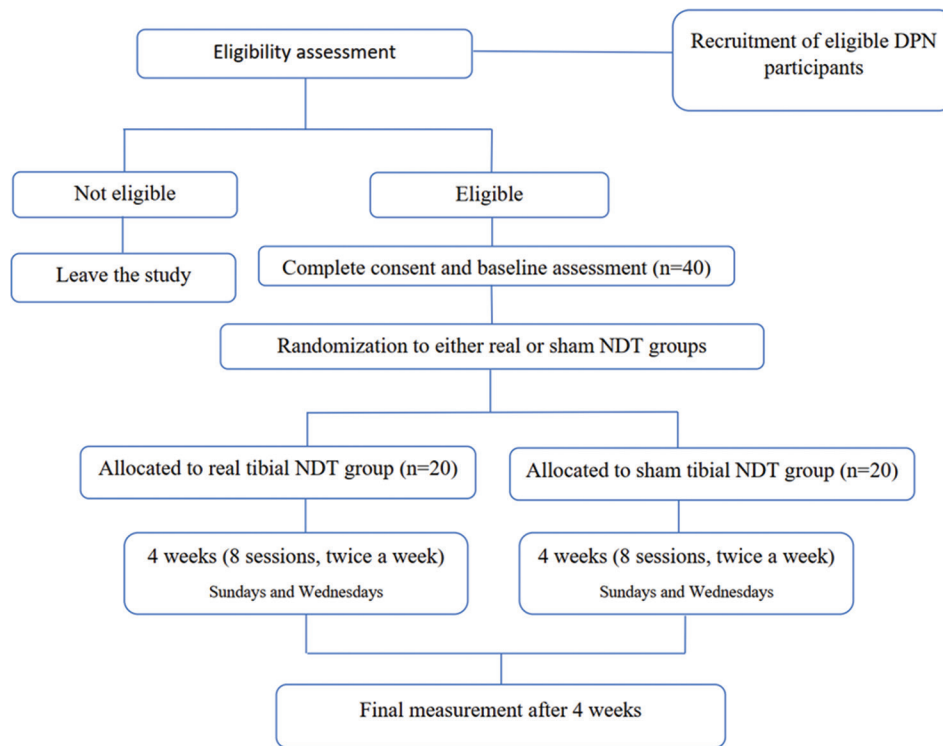 Eligibility assessment
Recruitment of eligible DPN
participants
Not eligible
Eligible
Leave the study
Complete consent and baseline assessment (n=40)
Randomization to either real or sham NDT groups
Allocated to real tibial NDT group (n=20)
Allocated to sham tibial NDT group (n=20)
4 weeks (8 sessions, twice a week)
Sundays and Wednesdays
4 weeks (8 sessions, twice a week)
Sundays and Wednesdays
Final measurement after 4 weeks